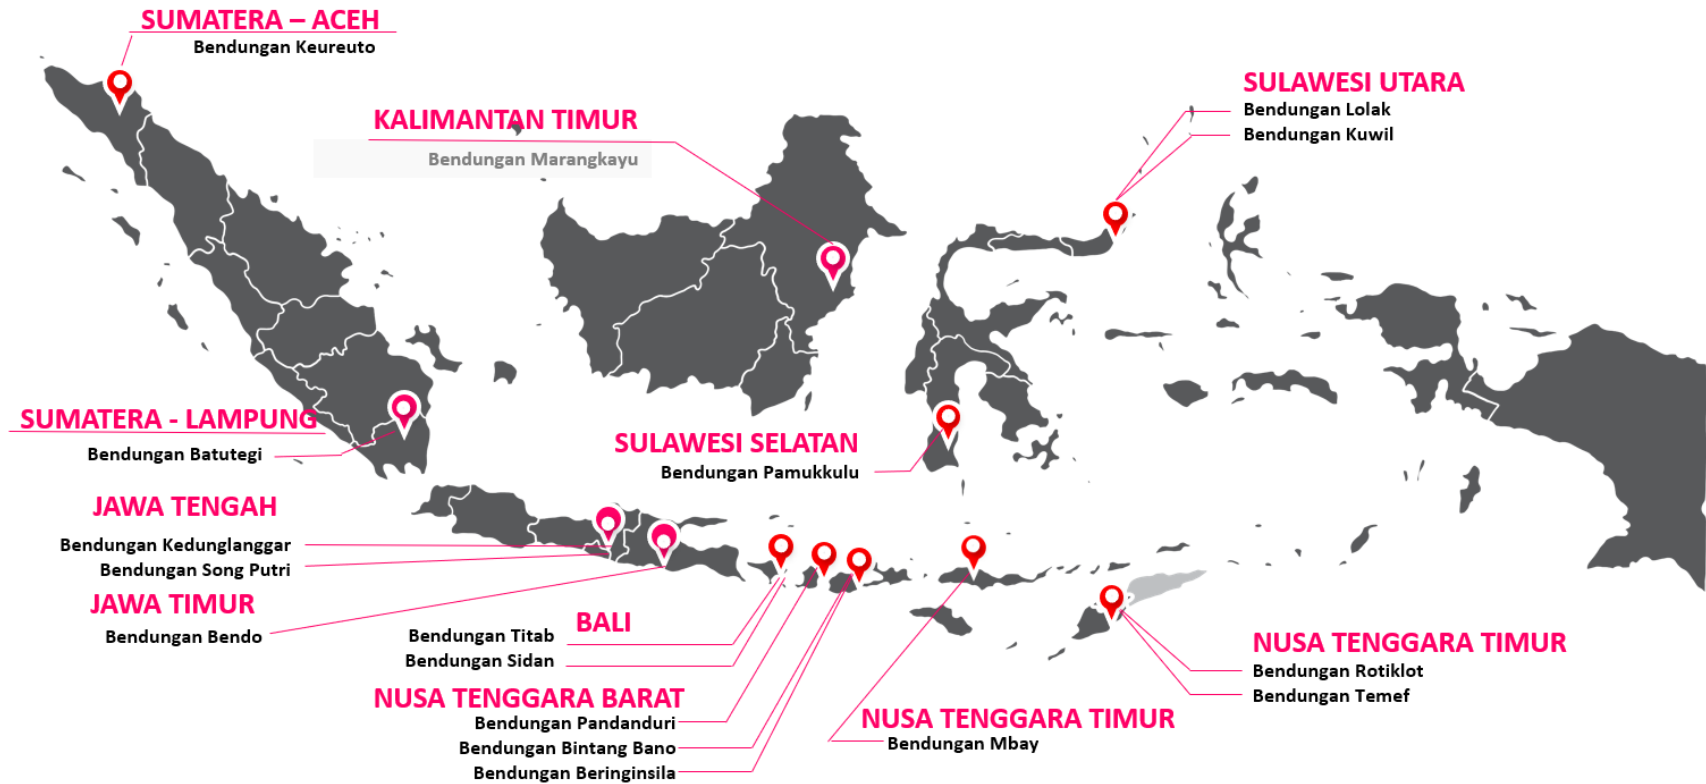 SUMATERA – ACEH
Bendungan Keureuto
SULAWESI UTARA
Bendungan Lolak
Bendungan Kuwil
KALIMANTAN TIMUR
Bendungan Marangkayu
SUMATERA - LAMPUNG
Bendungan Batutegi
SULAWESI SELATAN
Bendungan Pamukkulu
JAWA TENGAH
Bendungan Kedunglanggar
Bendungan Song Putri
JAWA TIMUR
Bendungan Bendo
BALI
Bendungan Titab
Bendungan Sidan
NUSA TENGGARA BARAT
Bendungan Pandanduri
Bendungan Bintang Bano
Bendungan Beringinsila
NUSA TENGGARA TIMUR
Bendungan Mbay
NUSA TENGGARA TIMUR
Bendungan Rotiklot
Bendungan Temef